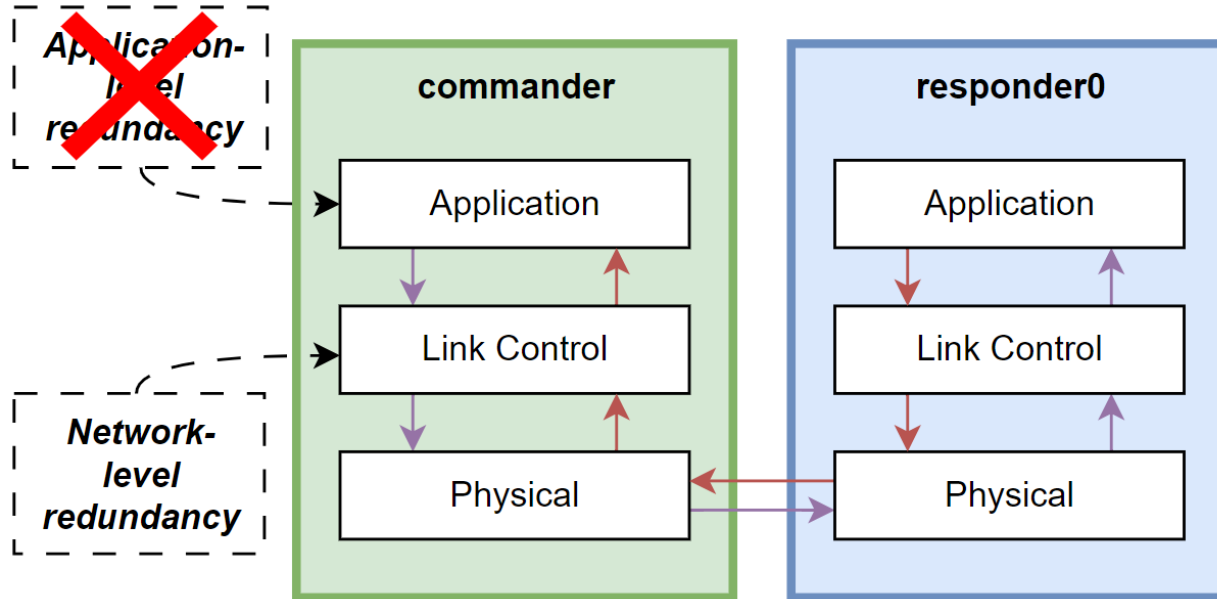 Application-
level
redundancy
commander
responder0
Application
Application
Link Control
Link Control
Network-
level
redundancy
Physical
Physical